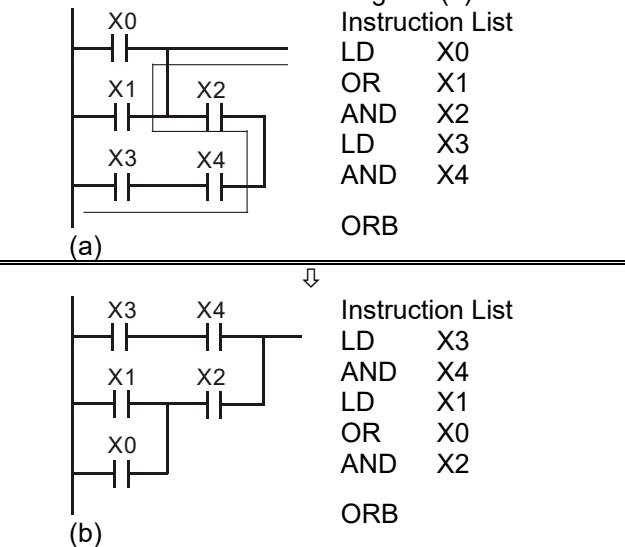 X0
X1 X2
X3 X4
(a)
Instruction List
LD X0
OR X1
AND X2
LD X3
AND X4
ORB
⇩
X3 X4
X1 X2
X0
(b)
Instruction List
LD X3
AND X4
LD X1
OR X0
AND X2
ORB